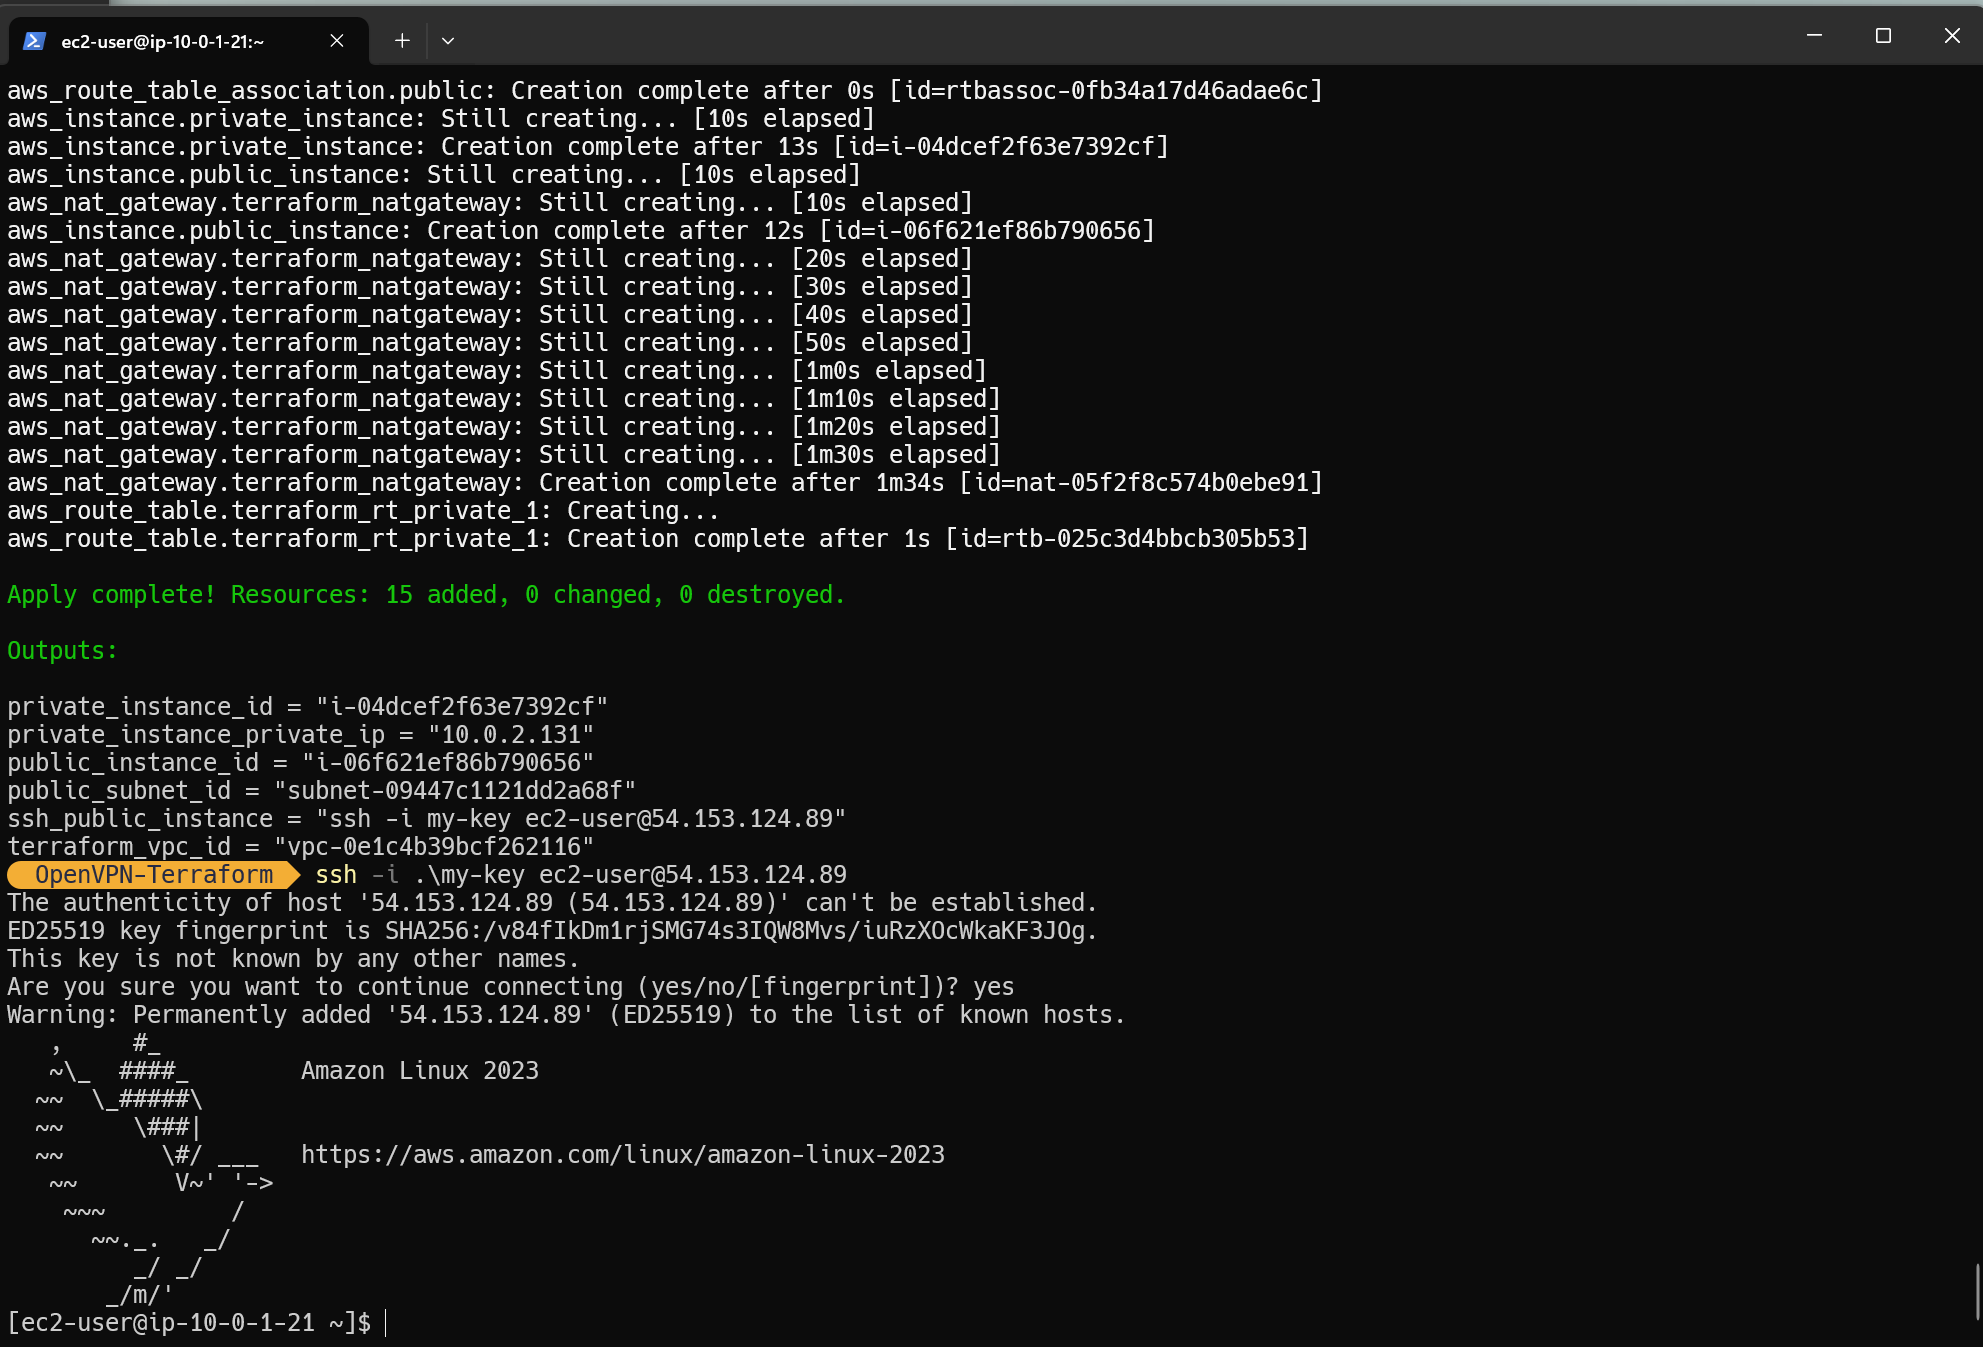 ec2-user@ip-10-0-1-21:~
aws_route_table_association.public: Creation complete after 0s [id=rtbassoc-0fb34a17d46adae6c]
aws_instance.private_instance: Still creating... [10s elapsed]
aws_instance.private_instance: Creation complete after 13s [id=i-04dcef2f63e7392cf]
aws_instance.public_instance: Still creating... [10s elapsed]
aws_nat_gateway.terraform_natgateway: Still creating... [10s elapsed]
aws_instance.public_instance: Creation complete after 12s [id=i-06f621ef86b790656]
aws_nat_gateway.terraform_natgateway: Still creating... [20s elapsed]
aws_nat_gateway.terraform_natgateway: Still creating... [30s elapsed]
aws_nat_gateway.terraform_natgateway: Still creating... [40s elapsed]
aws_nat_gateway.terraform_natgateway: Still creating... [50s elapsed]
aws_nat_gateway.terraform_natgateway: Still creating... [1m0s elapsed]
aws_nat_gateway.terraform_natgateway: Still creating... [1m10s elapsed]
aws_nat_gateway.terraform_natgateway: Still creating... [1m20s elapsed]
aws_nat_gateway.terraform_natgateway: Still creating... [1m30s elapsed]
aws_nat_gateway.terraform_natgateway: Creation complete after 1m34s [id=nat-05f2f8c574b0ebe91]
aws_route_table.terraform_rt_private_1: Creating...
aws_route_table.terraform_rt_private_1: Creation complete after 1s [id=rtb-025c3d4bbcb305b53]
Apply complete! Resources: 15 added, 0 changed, 0 destroyed.
Outputs:
private_instance_id = "i-04dcef2f63e7392cf"
private_instance_private_ip = "10.0.2.131"
public_instance_id = "i-06f621ef86b790656"
public_subnet_id = "subnet-09447c1121dd2a68f"
ssh_public_instance = "ssh -i my-key ec2-user@54.153.124.89"
terraform_vpc_id = "vpc-0e1c4b39bcf262116"
OpenVPN-Terraform ssh -i .\my-key ec2-user@54.153.124.89
The authenticity of host '54.153.124.89 (54.153.124.89)' can't be established.
ED25519 key fingerprint is SHA256:/v84fIkDm1rjSMG74s3IQW8Mvs/iuRzXOcWkaKF3JOg.
This key is not known by any other names.
Are you sure you want to continue connecting (yes/no/[fingerprint])? yes
Warning: Permanently added '54.153.124.89' (ED25519) to the list of known hosts.
   ,     #_
   ~\_  ####_        Amazon Linux 2023
  ~~  \_#####\
  ~~     \###|
  ~~       \#/ ___   https://aws.amazon.com/linux/amazon-linux-2023
   ~~       V~' '->
    ~~~         /
      ~~._.   _/
         _/ _/
       _/m/'
[ec2-user@ip-10-0-1-21 ~]$